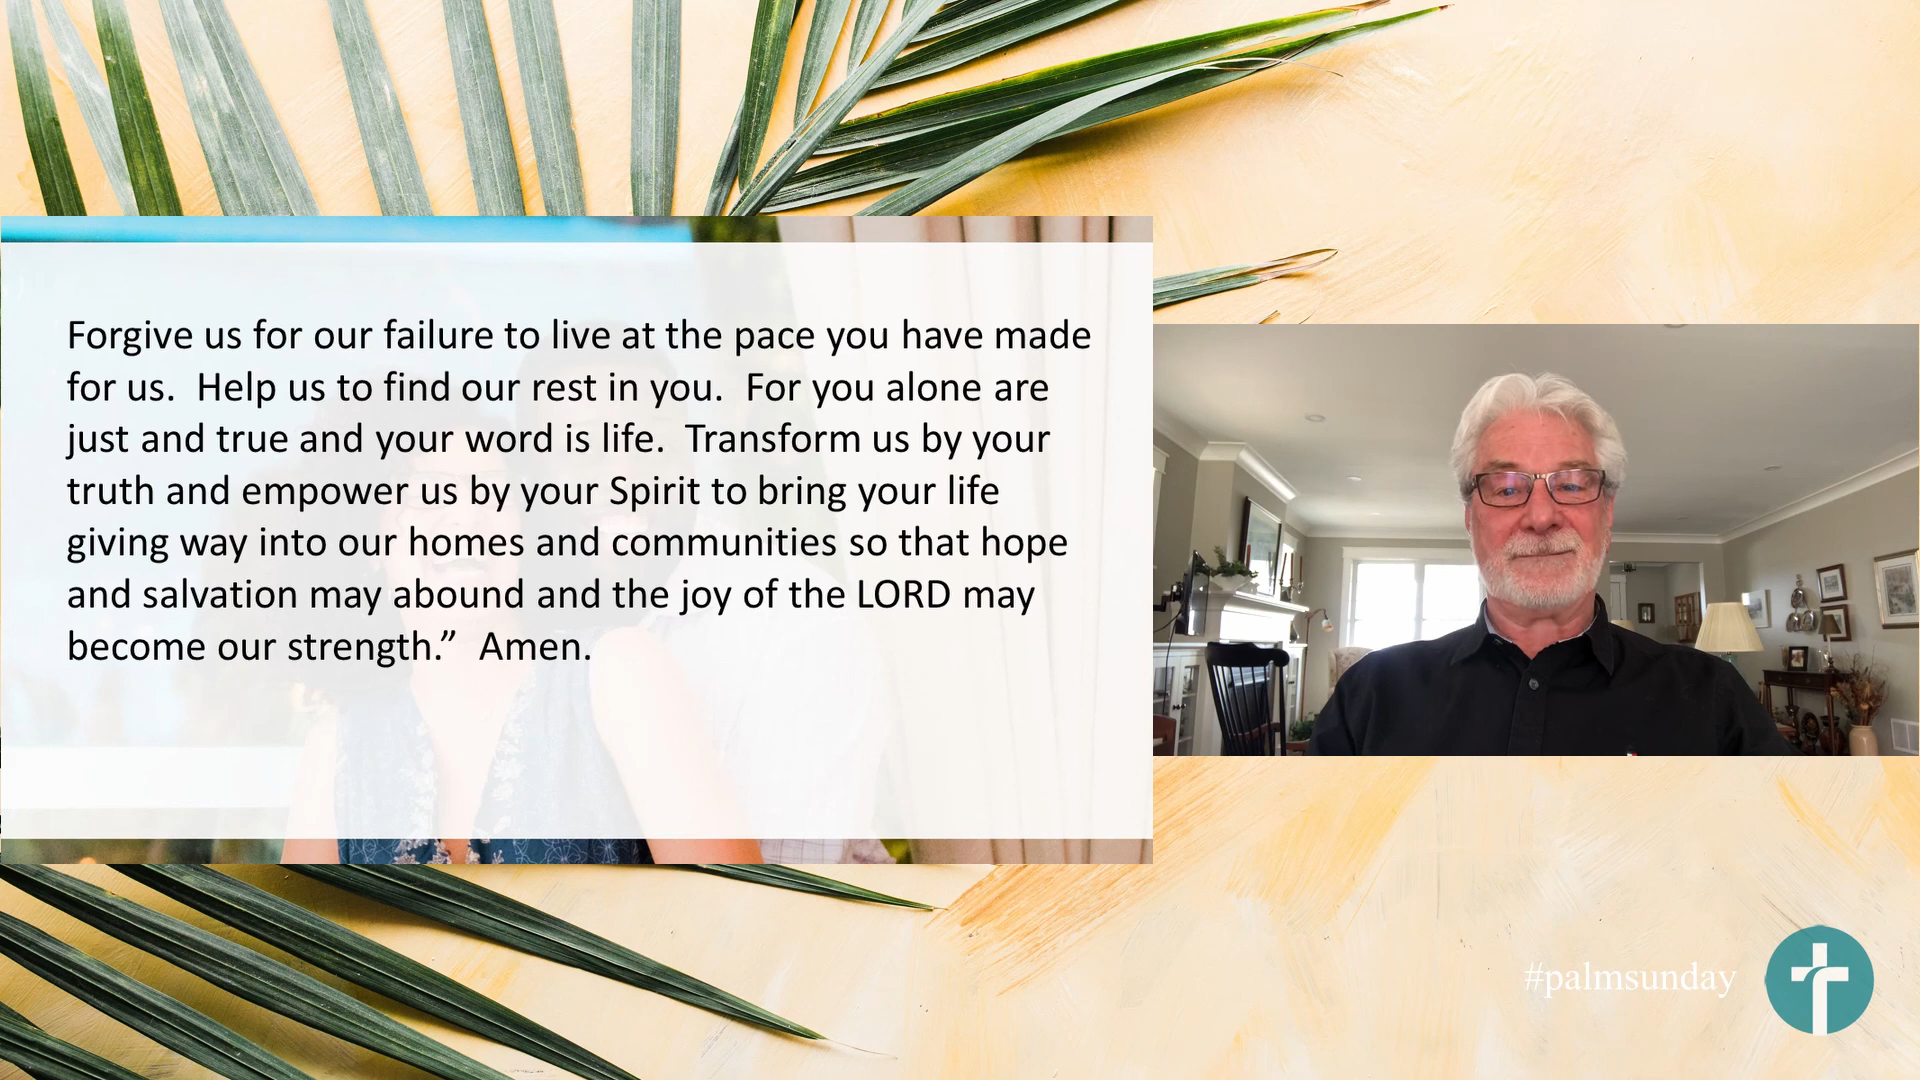 Forgive us for our failure to live at the pace you have made
for us.  Help us to find our rest in you.  For you alone are
just and true and your word is life.  Transform us by your
truth and empower us by your Spirit to bring your life
giving way into our homes and communities so that hope
and salvation may abound and the joy of the LORD may
become our strength.”  Amen.
#palmsunday